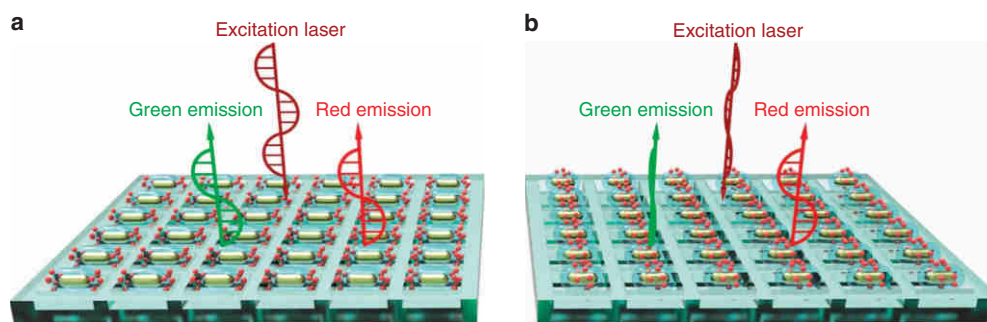 a
Excitation laser
Green emission
Red emission
b
Excitation laser
Green emission
Red emission